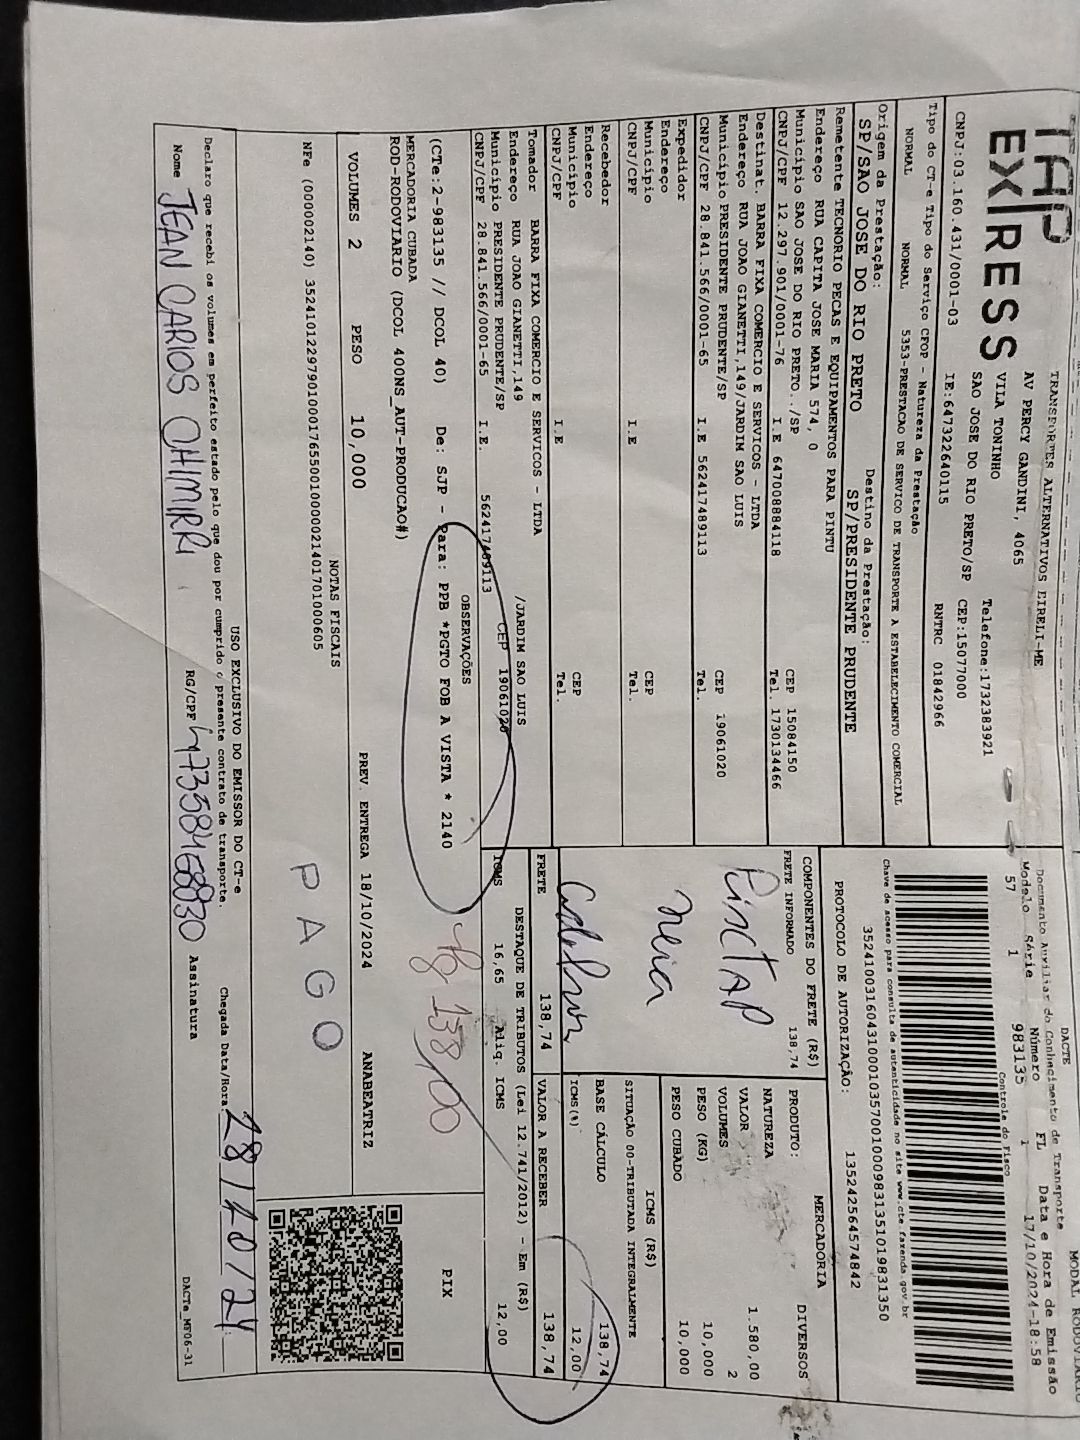 TAP
EXPRESS
TRANSPORTES ALTERNATIVOS EIRELI-ME
AV PERCY GANDINI, 4065
VILA TONINHO
SAO JOSE DO RIO PRETO/SP CEP:15077000
Telefone:1732383921
CNPJ:03.160.431/0001-03 IE:647322640115 RNTRC 01842966
Tipo do CT-e Tipo do Serviço CFOP - Natureza da Prestação
NORMAL NORMAL 5353-PRESTACAO DE SERVICO DE TRANSPORTE A ESTABELECIMENTO COMERCIAL
Origem da Prestação: Destino da Prestação:
SP/SAO JOSE DO RIO PRETO SP/PRESIDENTE PRUDENTE
Remetente TECNORIO PECAS E EQUIPAMENTOS PARA PINTU
Endereço RUA CAPITA JOSE MARIA 574, 0
Município SAO JOSE DO RIO PRETO../SP CEP 15084150
CNPJ/CPF 12.297.901/0001-76 I.E 647008884118 Tel. 1730134466
Destinat. BARRA FIXA COMERCIO E SERVICOS - LTDA
Endereço RUA JOAO GIANETTI,149/JARDIM SAO LUIS
Município PRESIDENTE PRUDENTE/SP CEP 19061020
CNPJ/CPF 28.841.566/0001-65 I.E 562417489113 Tel.
Expedidor
Endereço
Município CEP
CNPJ/CPF I.E Tel.
Recebedor
Endereço
Município CEP
CNPJ/CPF I.E Tel.
Tomador BARRA FIXA COMERCIO E SERVICOS - LTDA
Endereço RUA JOAO GIANETTI,149 /JARDIM SAO LUIS
Município PRESIDENTE PRUDENTE/SP CEP 19061020
CNPJ/CPF 28.841.566/0001-65 I.E. 562417489113
OBSERVAÇÕES
(CTe:2-983135 // DCOL 40) De: SJP - Para: PPB *PGTO FOB A VISTA * 2140
MERCADORIA CUBADA
ROD-RODOVIARIO (DCOL 400NS_AUT-PRODUCAO#)
VOLUMES 2 PESO 10,000 PREV. ENTREGA 18/10/2024 ANABEATRIZ
NOTAS FISCAIS
NFe (000002140) 35241012297901000176550010000021401701000605
PAGO
MODAL RODOVIARIO
DACTE
Documento Auxiliar do Conhecimento de Transporte
Modelo Série Número FL Data e Hora de Emissão
57 1 983135 1 17/10/2024-18:58
Controle do Fisco
Chave de acesso para consulta de autenticidade no site www.cte.fazenda.gov.br
35241003160431000103570010009831351019831350
PROTOCOLO DE AUTORIZAÇÃO: 135242564574842
COMPONENTES DO FRETE (R$)
FRETE INFORMADO 138,74
PRODUTO: MERCADORIA
NATUREZA DIVERSOS
VALOR 1.580,00
VOLUMES 2
PESO (KG) 10,000
PESO CUBADO 10,000
ICMS (R$)
SITUAÇÃO 00-TRIBUTADA INTEGRALMENTE
BASE CÁLCULO 138,74
ICMS(%) 12,00
FRETE 138,74 VALOR A RECEBER 138,74
DESTAQUE DE TRIBUTOS (Lei 12.741/2012) - Em (R$)
ICMS 16,65 Aliq. ICMS 12,00
138,00
PIX
USO EXCLUSIVO DO EMISSOR DO CT-e
Declaro que recebi os volumes em perfeito estado pelo que dou por cumprido o presente contrato de transporte.
Chegada Data/Hora 28/10/24
Nome JEAN CARLOS CHIMIRRI RG/CPF Assinatura
DACTe_MT06-31